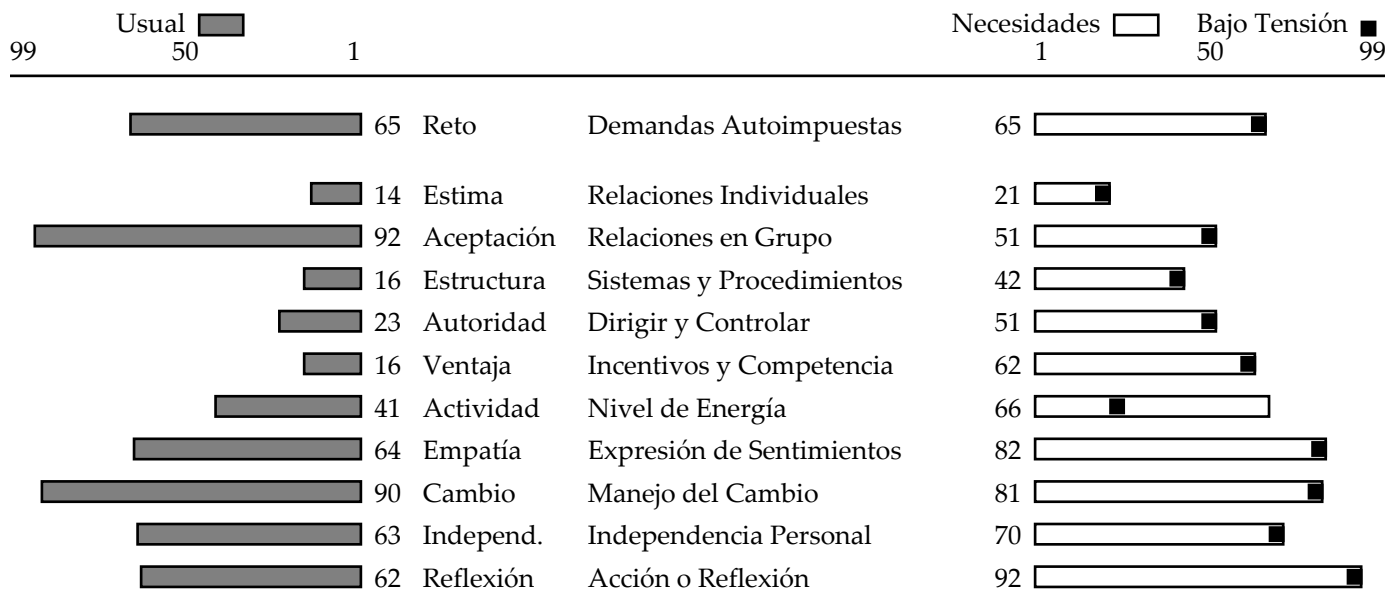 Usual Necesidades Bajo Tensión
99 50 1 1 50 99
65 Reto Demandas Autoimpuestas 65
14 Estima Relaciones Individuales 21
92 Aceptación Relaciones en Grupo 51
16 Estructura Sistemas y Procedimientos 42
23 Autoridad Dirigir y Controlar 51
16 Ventaja Incentivos y Competencia 62
41 Actividad Nivel de Energía 66
64 Empatía Expresión de Sentimientos 82
90 Cambio Manejo del Cambio 81
63 Independ. Independencia Personal 70
62 Reflexión Acción o Reflexión 92